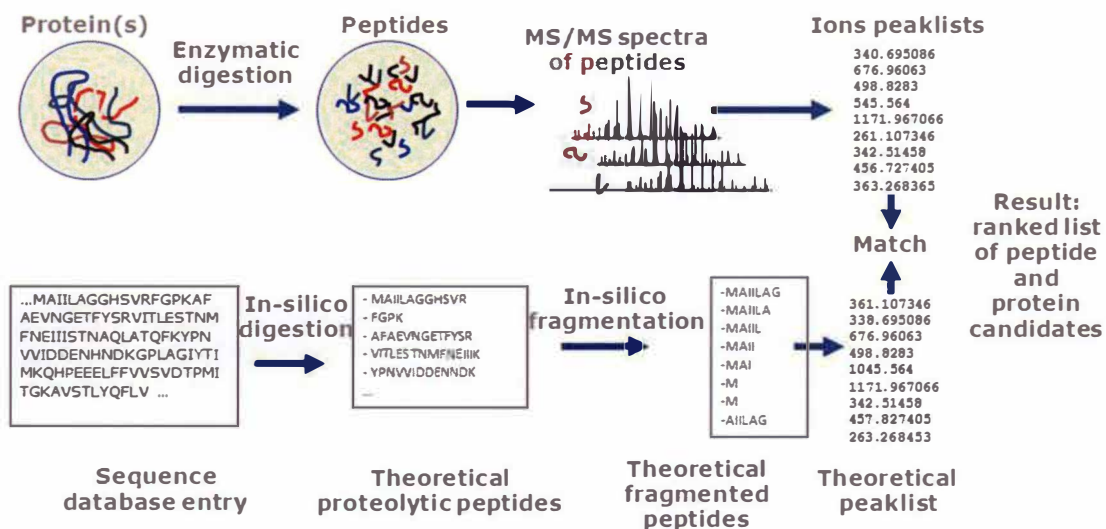 Protein(s)
Enzymatic
digestion
Peptides
MS/MS spectra
of peptides
Ions peaklists
340.695086
676.96063
498.8283
545.564
1171.967066
261.107346
342.51458
456.727405
363.268365
Match
Result:
ranked list
of peptide
and
protein
candidates
...MAIILAGGHSVRFGPKAF
AEVNGETFYSRVITLESTNM
FNEIIISTNAQLATQFKYPN
VVIDDENHNDKGPLAGIYTI
MKQHPEEELFFVVSVDTPMI
TGKAVSTLYQFLV ...
In-silico
digestion
- MAIILAGGHSVR
- FGPK
- AFAEVNGETFYSR
- VITLESTNMFNEIIIK
- YPNVVIDDENNDK
...
In-silico
fragmentation
-MAIILAG
-MAIILA
-MAIIL
-MAII
-MAI
-M
-M
-AIILAG
361.107346
338.695086
676.96063
498.8283
1045.564
1171.967066
342.51458
457.827405
263.268453
Sequence
database entry
Theoretical
proteolytic peptides
Theoretical
fragmented
peptides
Theoretical
peaklist